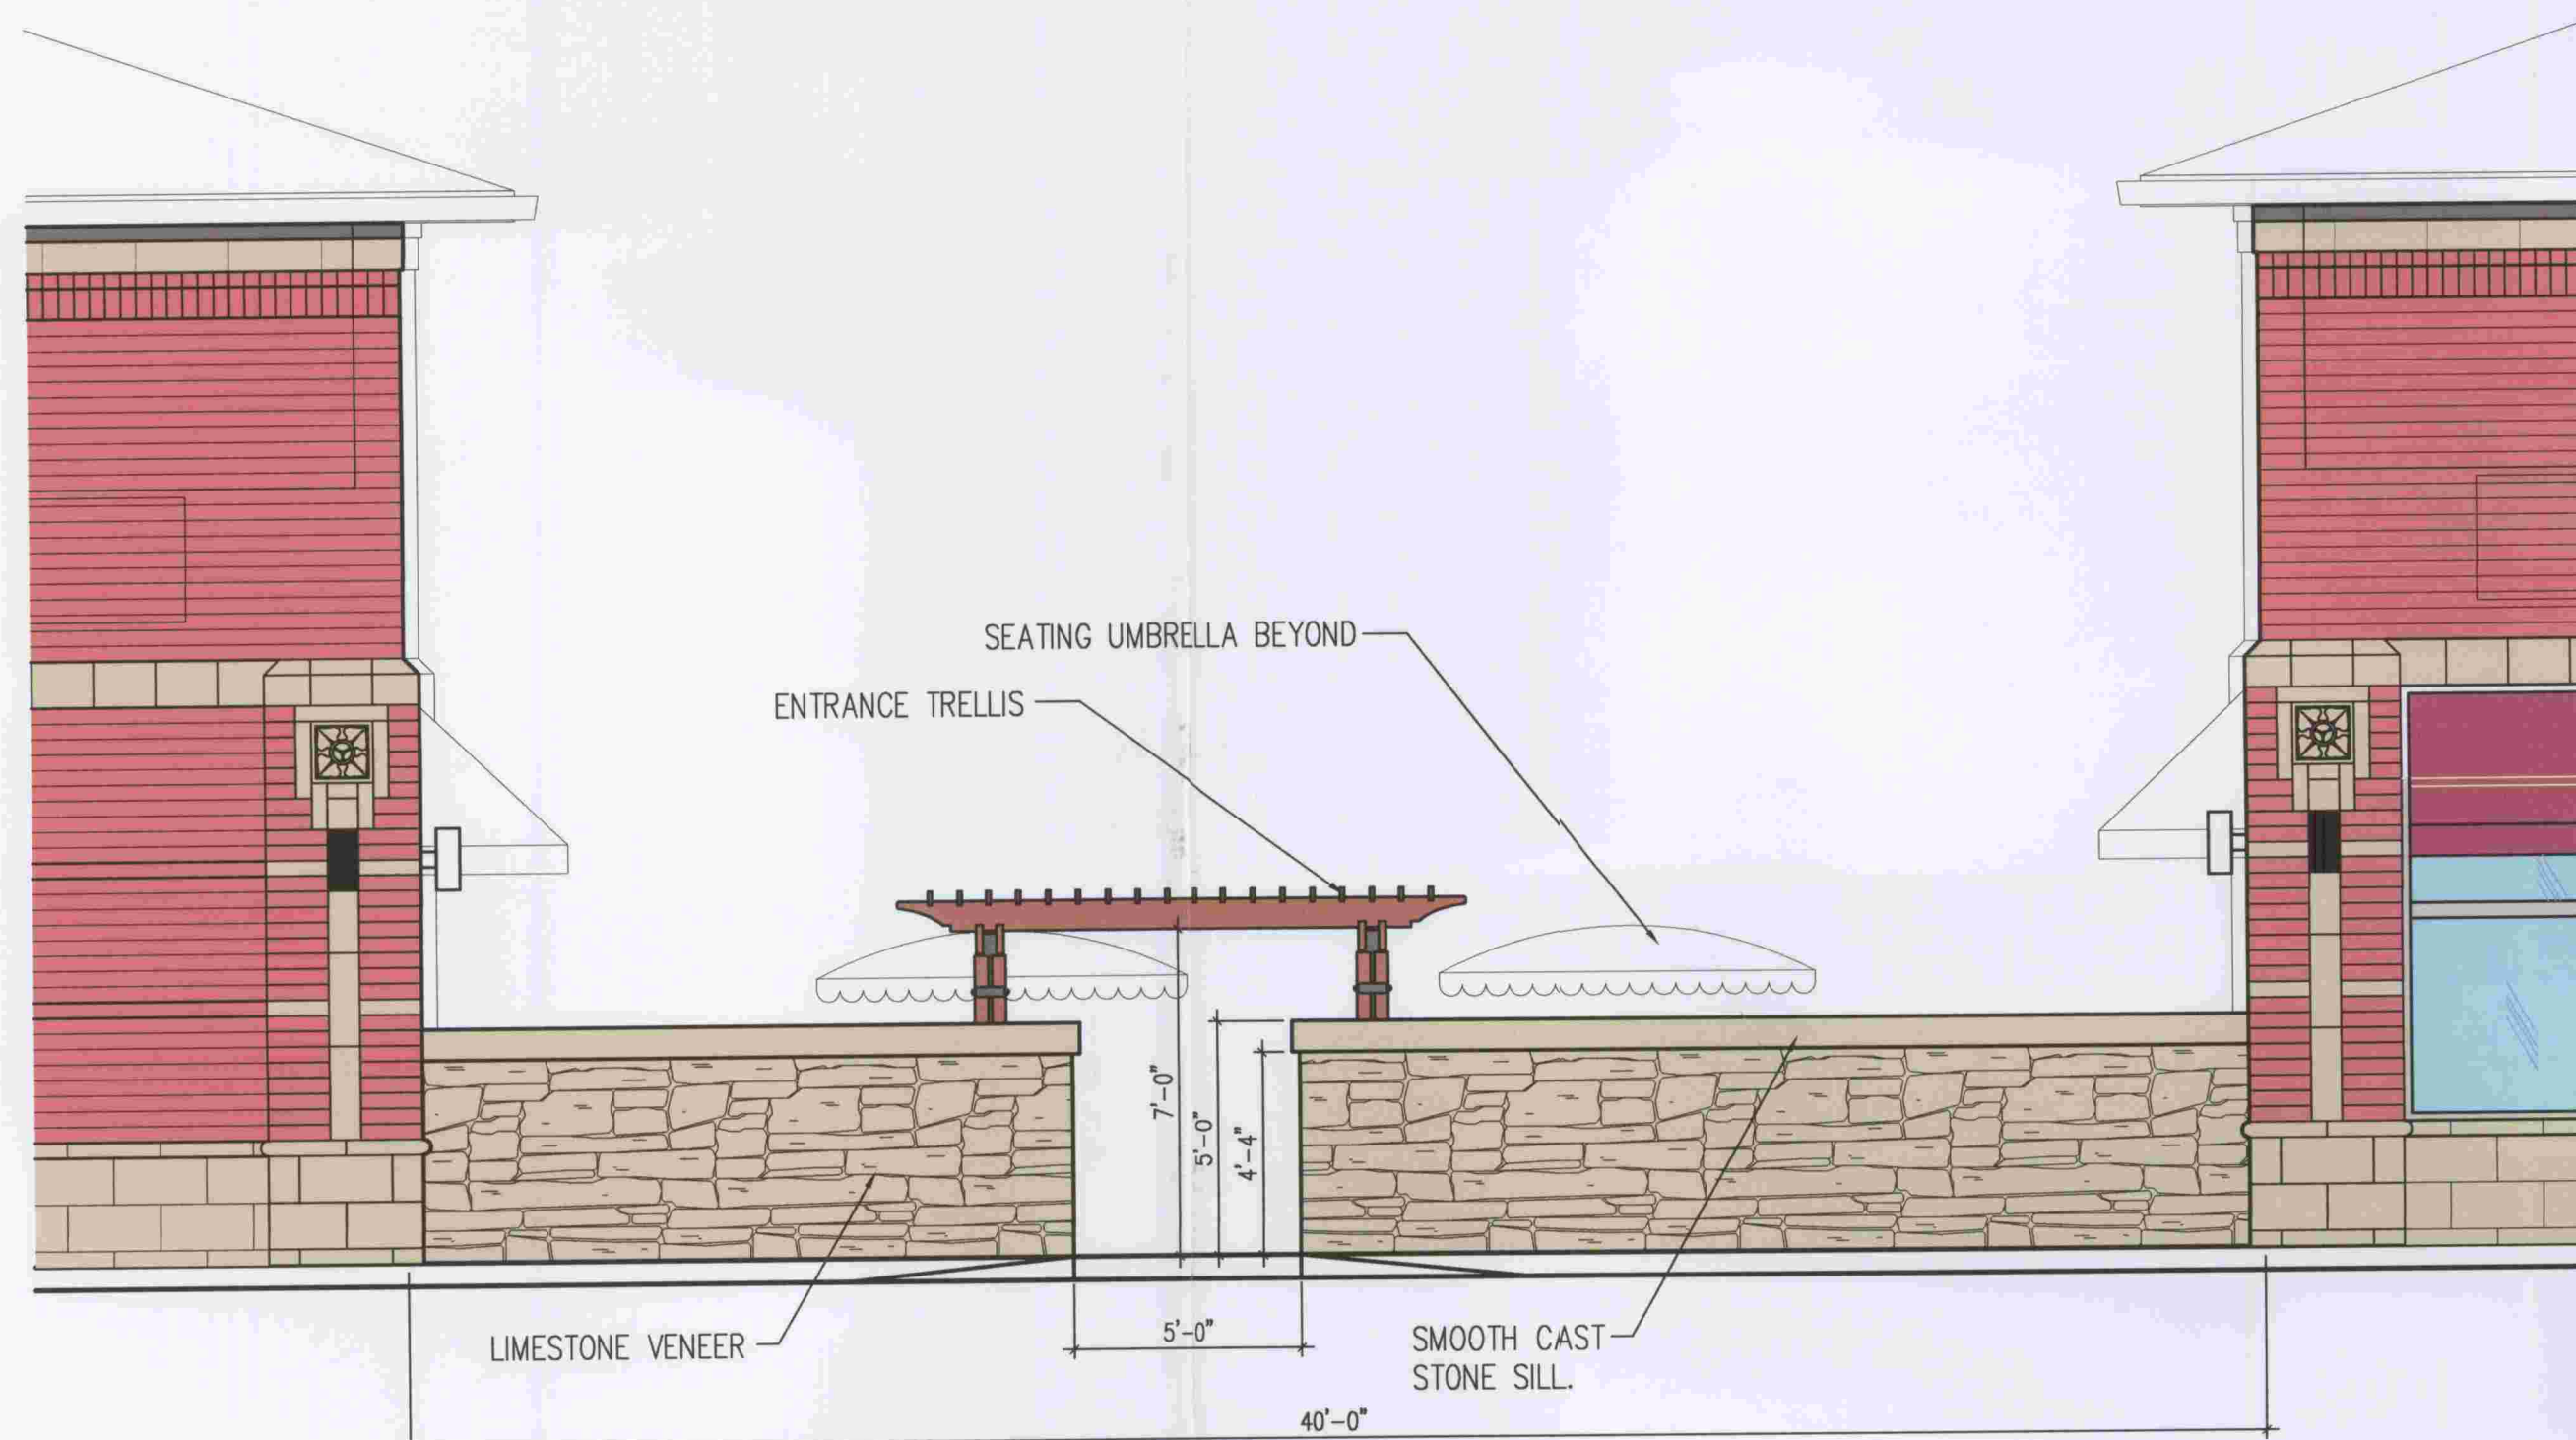 SEATING UMBRELLA BEYOND
ENTRANCE TRELLIS
7'-0"
5'-0"
4'-4"
LIMESTONE VENEER
5'-0"
SMOOTH CAST
STONE SILL.
40'-0"